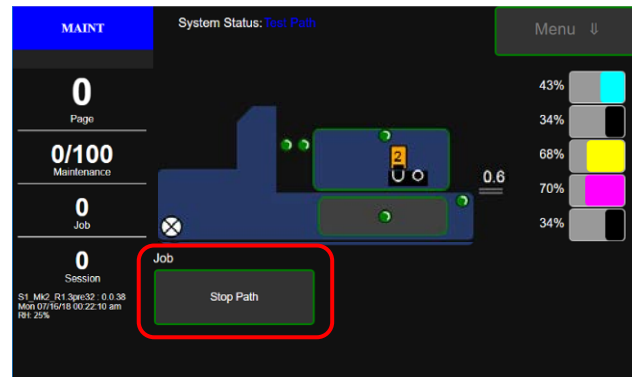 MAINT
System Status: Test Path
Menu ⇓
0
Page
0/100
Maintenance
0
Job
0
Session
S1_Mk2_R1.3pre32 : 0.0.38
Mon 07/16/18 00:22:10 am
RH: 25%
2
0.6
43%
34%
68%
70%
34%
Job
Stop Path